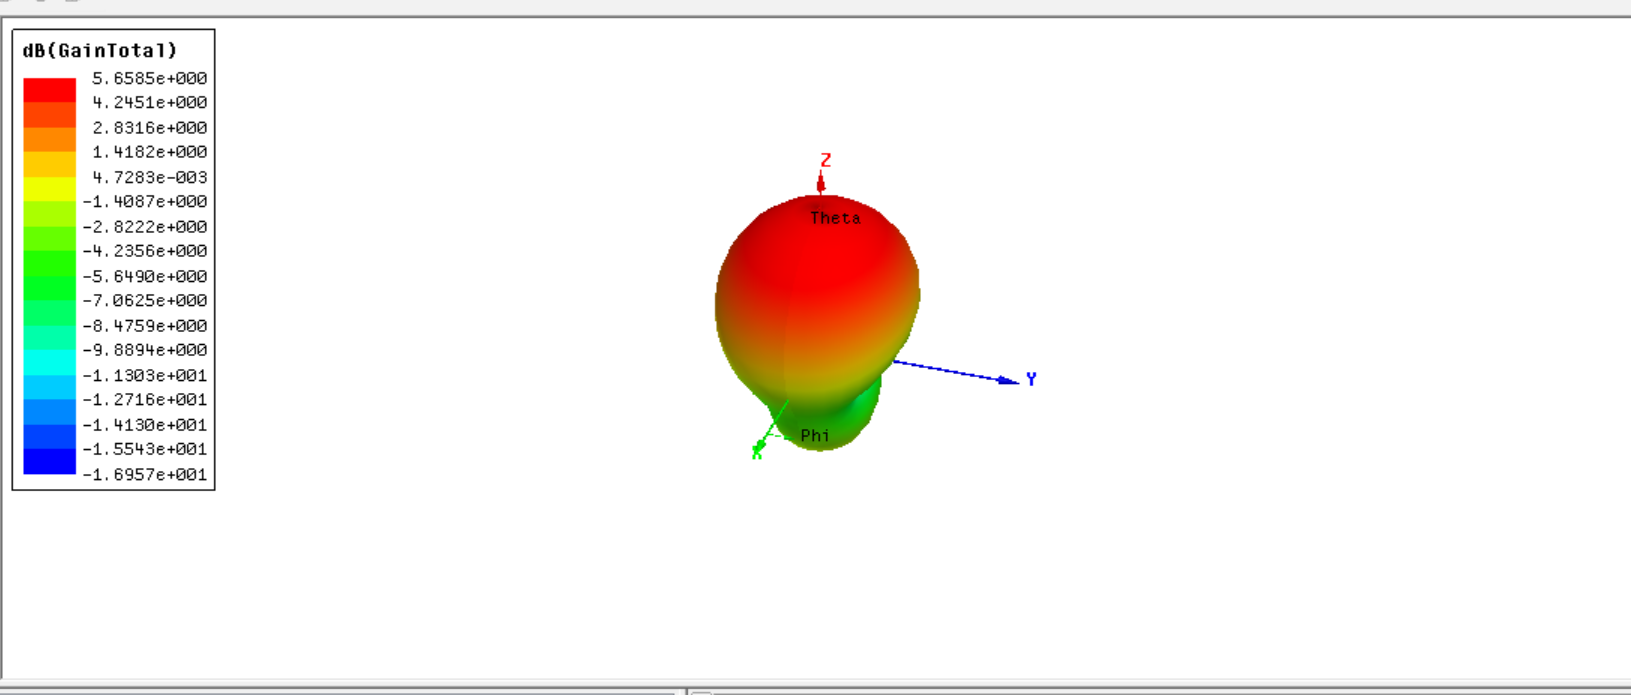 dB(GainTotal)
5.6585e+000
4.2451e+000
2.8316e+000
1.4182e+000
4.7283e-003
-1.4087e+000
-2.8222e+000
-4.2356e+000
-5.6490e+000
-7.0625e+000
-8.4759e+000
-9.8894e+000
-1.1303e+001
-1.2716e+001
-1.4130e+001
-1.5543e+001
-1.6957e+001
Z
Theta
Y
Phi
X